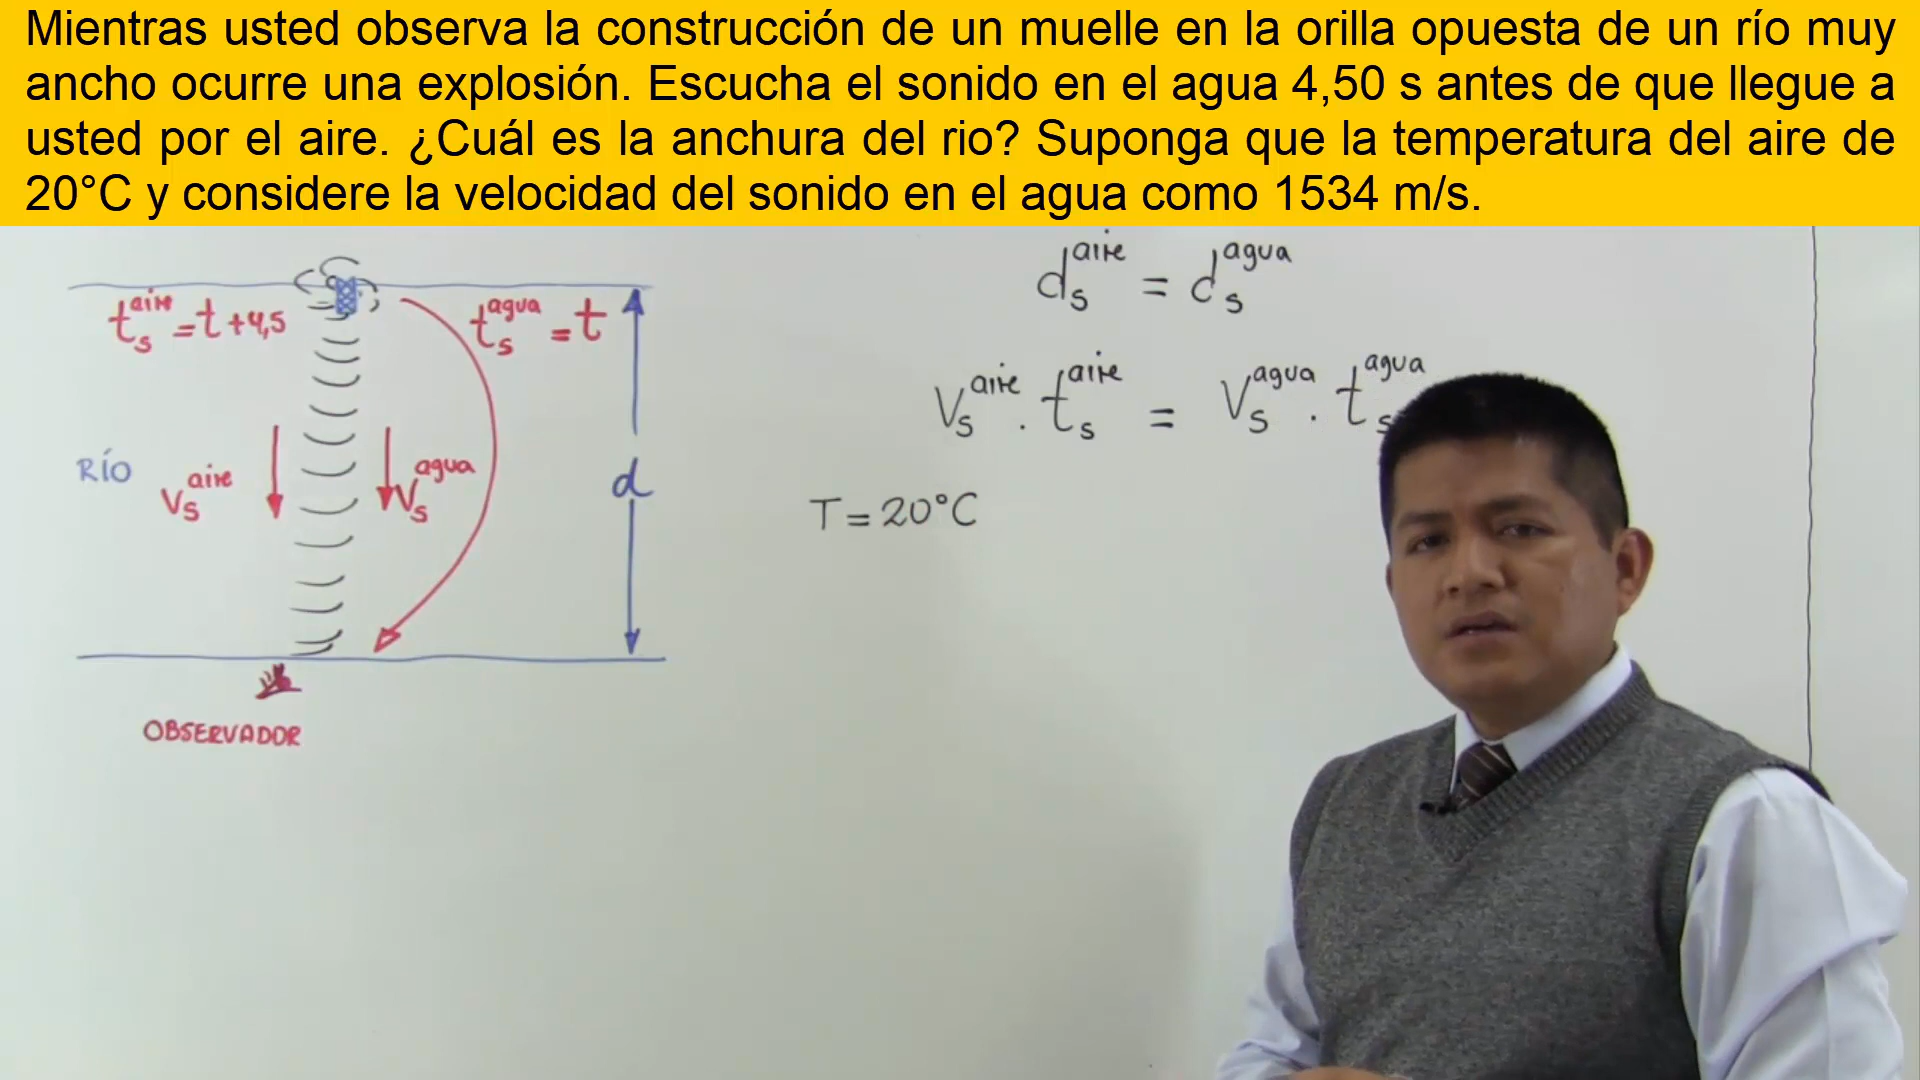 Mientras usted observa la construcción de un muelle en la orilla opuesta de un río muy
ancho ocurre una explosión. Escucha el sonido en el agua 4,50 s antes de que llegue a
usted por el aire. ¿Cuál es la anchura del rio? Suponga que la temperatura del aire de
20°C y considere la velocidad del sonido en el agua como 1534 m/s.
t_s^aire = t + 4,5
t_s^agua = t
d_s^aire = d_s^agua
V_s^aire . t_s^aire = V_s^agua . t_s^agua
RÍO
V_s^aire
V_s^agua
d
T = 20°C
OBSERVADOR